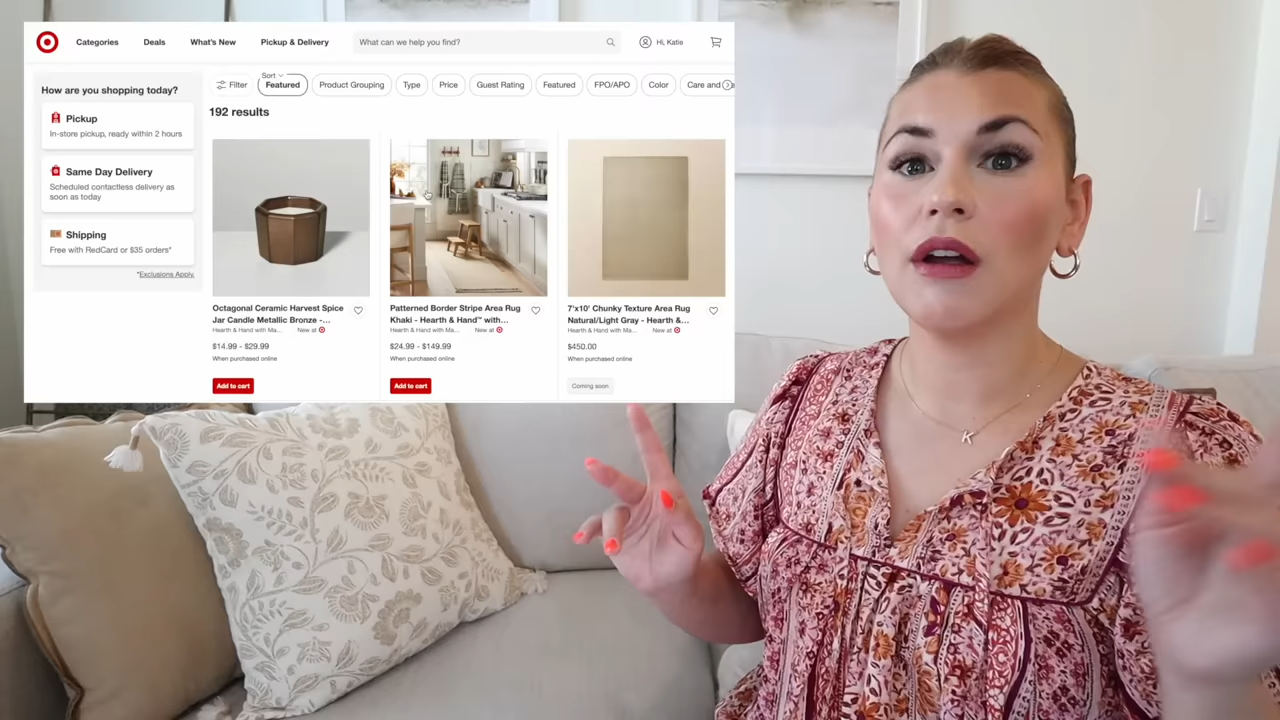 Categories
Deals
What's New
Pickup & Delivery
What can we help you find?
Hi, Katie
How are you shopping today?
Pickup
In-store pickup, ready within 2 hours
Same Day Delivery
Scheduled contactless delivery as
soon as today
Shipping
Free with RedCard or $35 orders*
*Exclusions Apply.
Filter
Sort
Featured
Product Grouping
Type
Price
Guest Rating
Featured
FPO/APO
Color
Care and
192 results
Octagonal Ceramic Harvest Spice
Jar Candle Metallic Bronze -...
Hearth & Hand with Ma...
New at
$14.99 - $29.99
When purchased online
Add to cart
Patterned Border Stripe Area Rug
Khaki - Hearth & Hand™ with...
Hearth & Hand with Ma...
New at
$24.99 - $149.99
When purchased online
Add to cart
7'x10' Chunky Texture Area Rug
Natural/Light Gray - Hearth &...
Hearth & Hand with Ma...
New at
$450.00
When purchased online
Coming soon
K